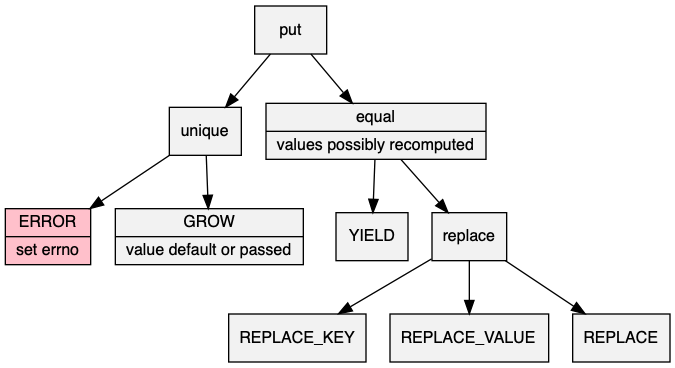 put
unique
equal
values possibly recomputed
ERROR
set errno
GROW
value default or passed
YIELD
replace
REPLACE_KEY
REPLACE_VALUE
REPLACE